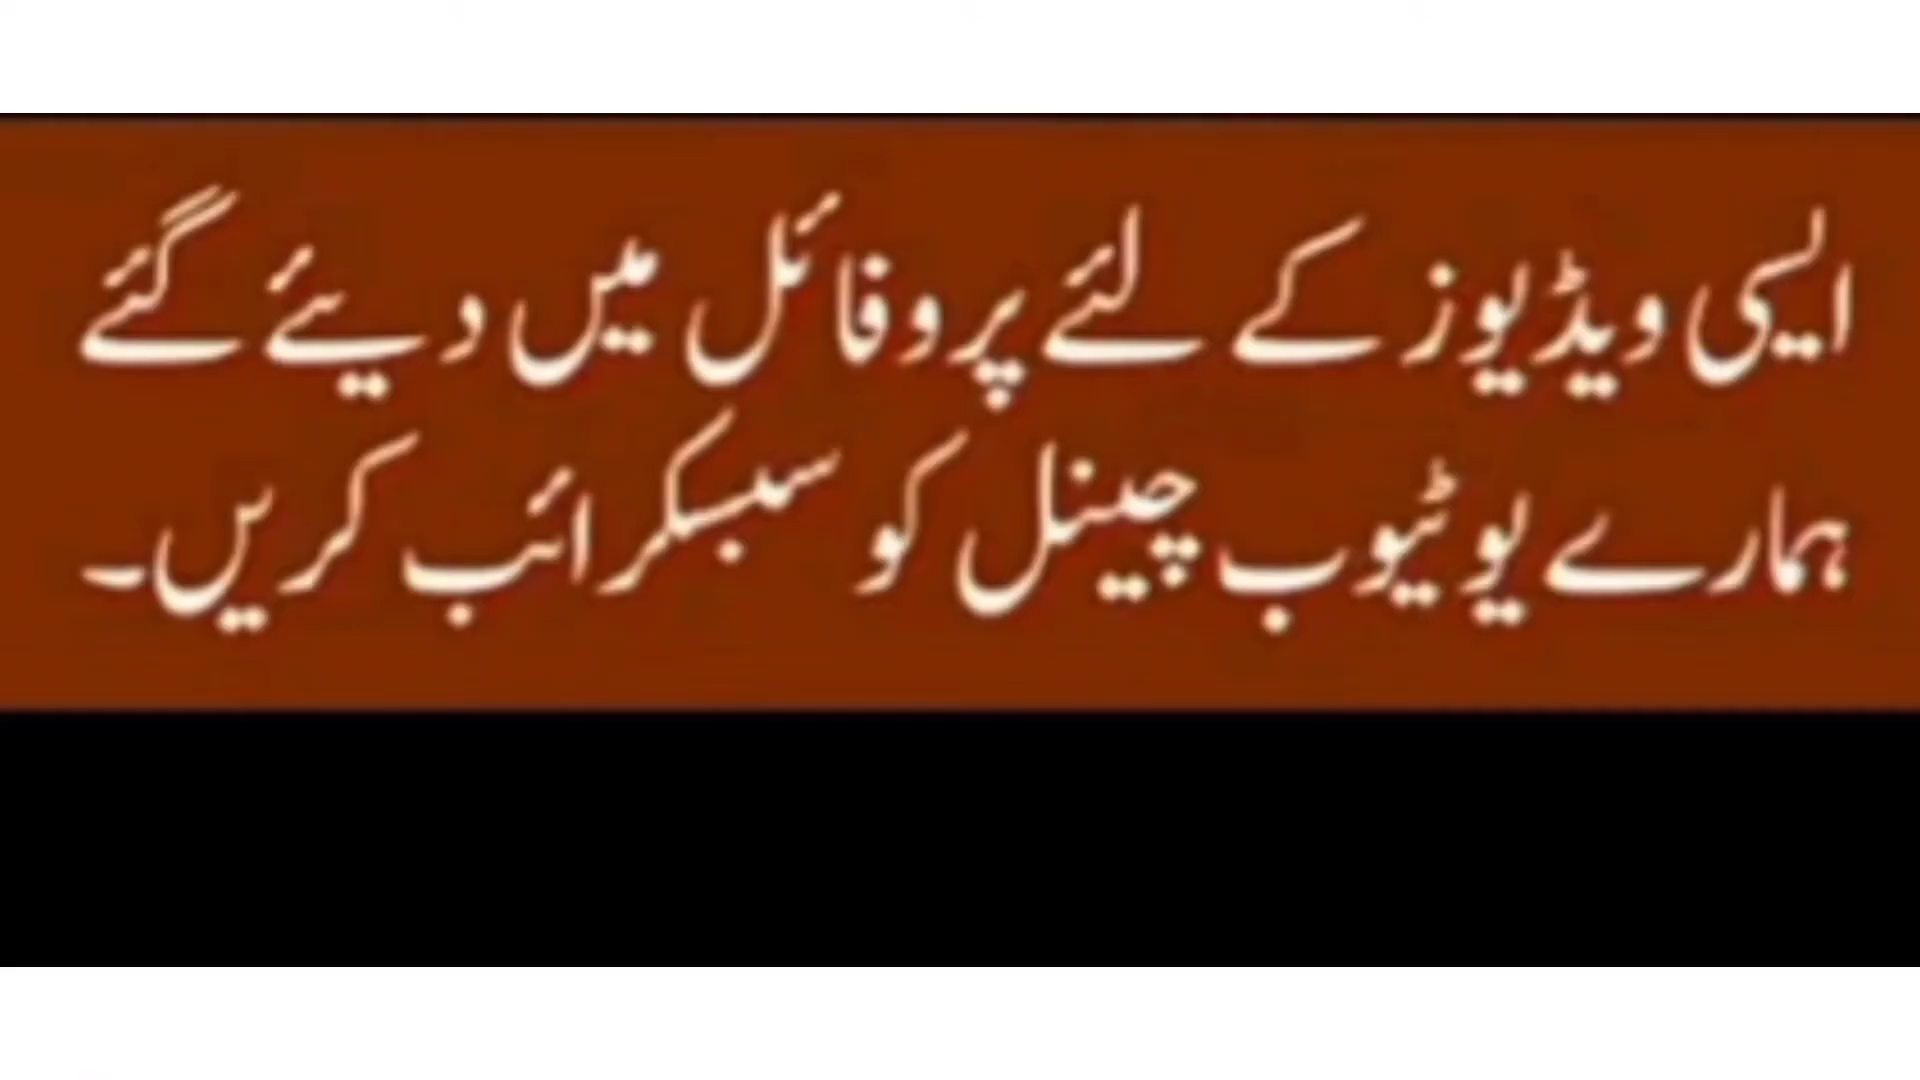 ایسی ویڈیوز کے لئے پروفائل میں دیئے گئے
ہمارے یوٹیوب چینل کو سبسکرائب کریں۔